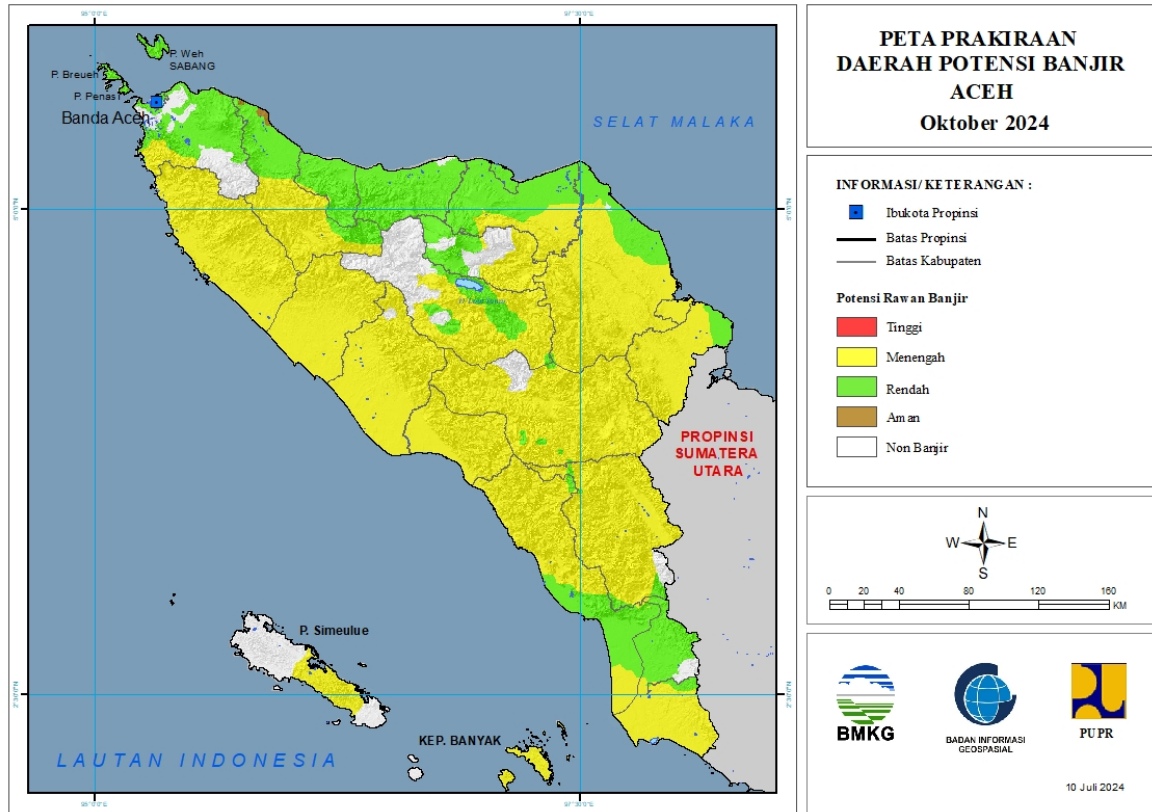 P. Weh
SABANG
P. Breueh
P. Penasi
Banda Aceh
SELAT MALAKA
PROPINSI
SUMATERA
UTARA
P. Simeulue
KEP. BANYAK
LAUTAN INDONESIA
PETA PRAKIRAAN
DAERAH POTENSI BANJIR
ACEH
Oktober 2024
INFORMASI/ KETERANGAN :
Ibukota Propinsi
Batas Propinsi
Batas Kabupaten
Potensi Rawan Banjir
Tinggi
Menengah
Rendah
Aman
Non Banjir
N
W E
S
0 20 40 80 120 160
KM
BMKG
BADAN INFORMASI
GEOSPASIAL
PUPR
10 Juli 2024